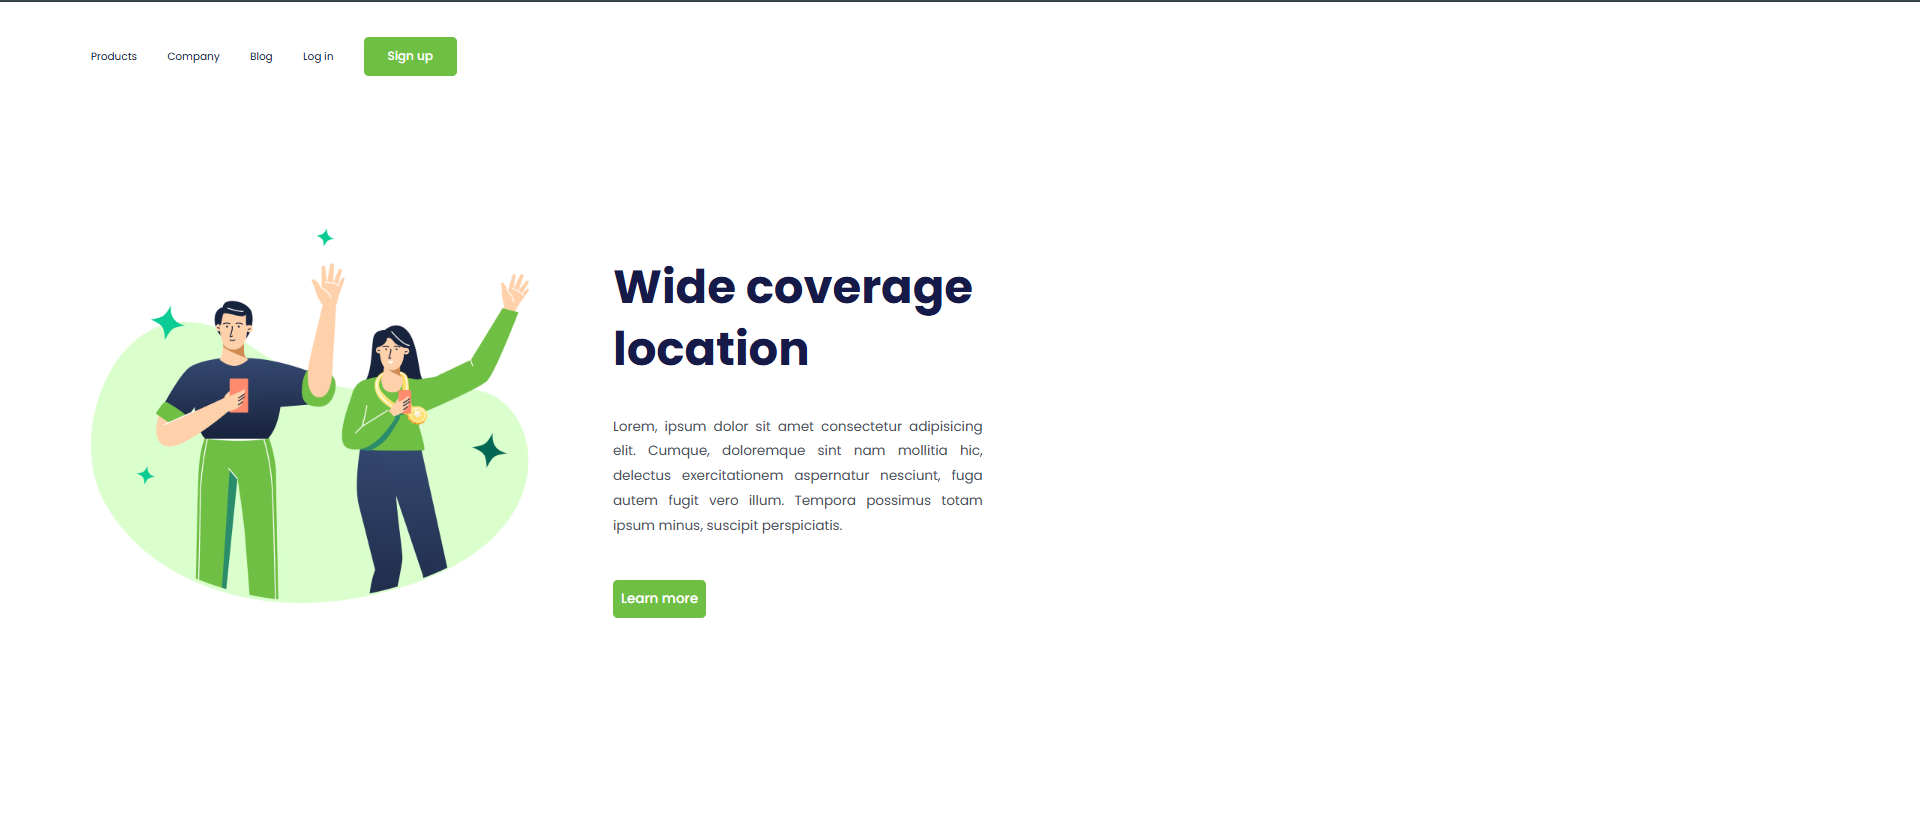 Products Company Blog Log in Sign up
Wide coverage
location
Lorem, ipsum dolor sit amet consectetur adipisicing
elit. Cumque, doloremque sint nam mollitia hic,
delectus exercitationem aspernatur nesciunt, fuga
autem fugit vero illum. Tempora possimus totam
ipsum minus, suscipit perspiciatis.
Learn more